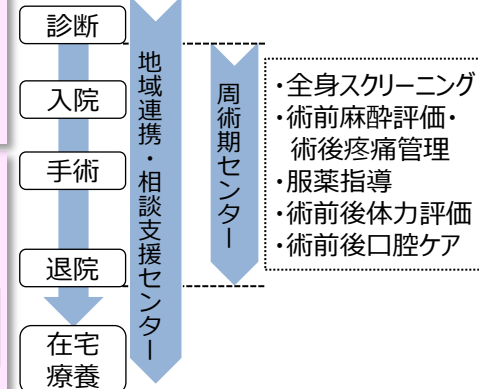 診断
入院
手術
退院
在宅
療養
地域連携・相談支援センター
周術期センター
・全身スクリーニング
・術前麻酔評価・
術後疼痛管理
・服薬指導
・術前後体力評価
・術前後口腔ケア